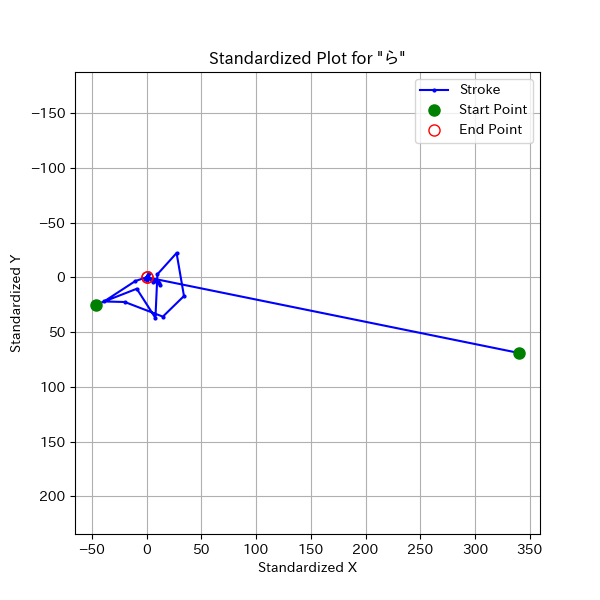 Standardized Plot for "ら"
Stroke
Start Point
End Point
−150
−100
−50
0
50
100
150
200
Standardized Y
−50 0 50 100 150 200 250 300 350
Standardized X